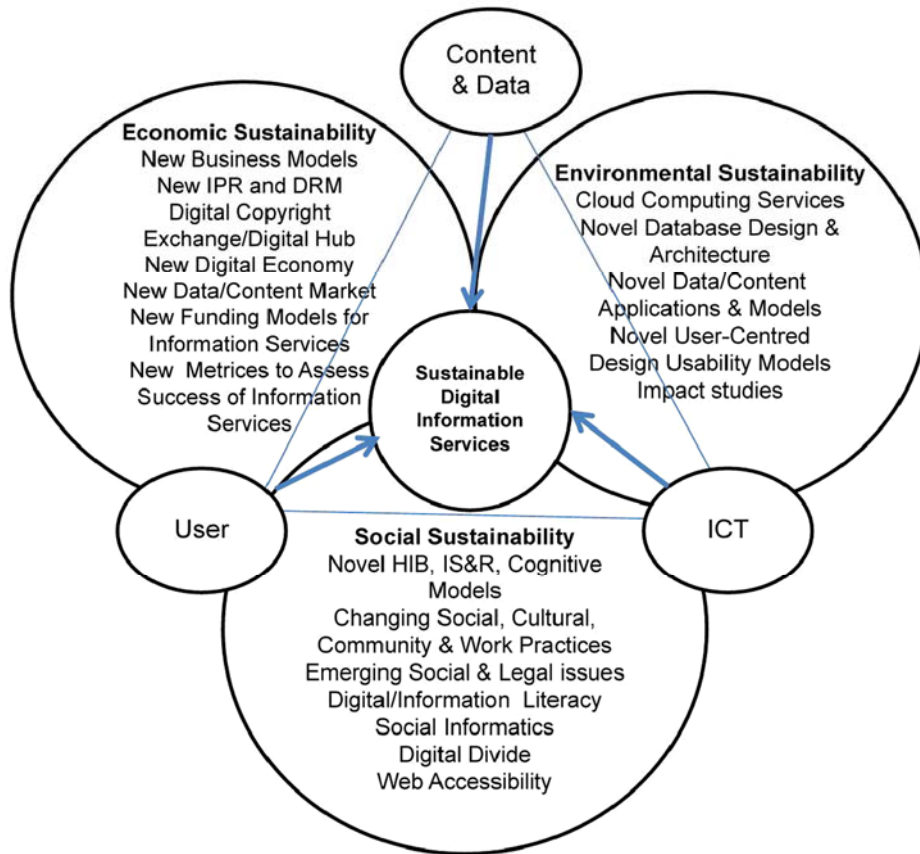 Content
& Data
Economic Sustainability
New Business Models
New IPR and DRM
Digital Copyright
Exchange/Digital Hub
New Digital Economy
New Data/Content Market
New Funding Models for
Information Services
New Metrices to Assess
Success of Information
Services
Environmental Sustainability
Cloud Computing Services
Novel Database Design &
Architecture
Novel Data/Content
Applications & Models
Novel User-Centred
Design Usability Models
Impact studies
Sustainable
Digital
Information
Services
User
ICT
Social Sustainability
Novel HIB, IS&R, Cognitive
Models
Changing Social, Cultural,
Community & Work Practices
Emerging Social & Legal issues
Digital/Information Literacy
Social Informatics
Digital Divide
Web Accessibility